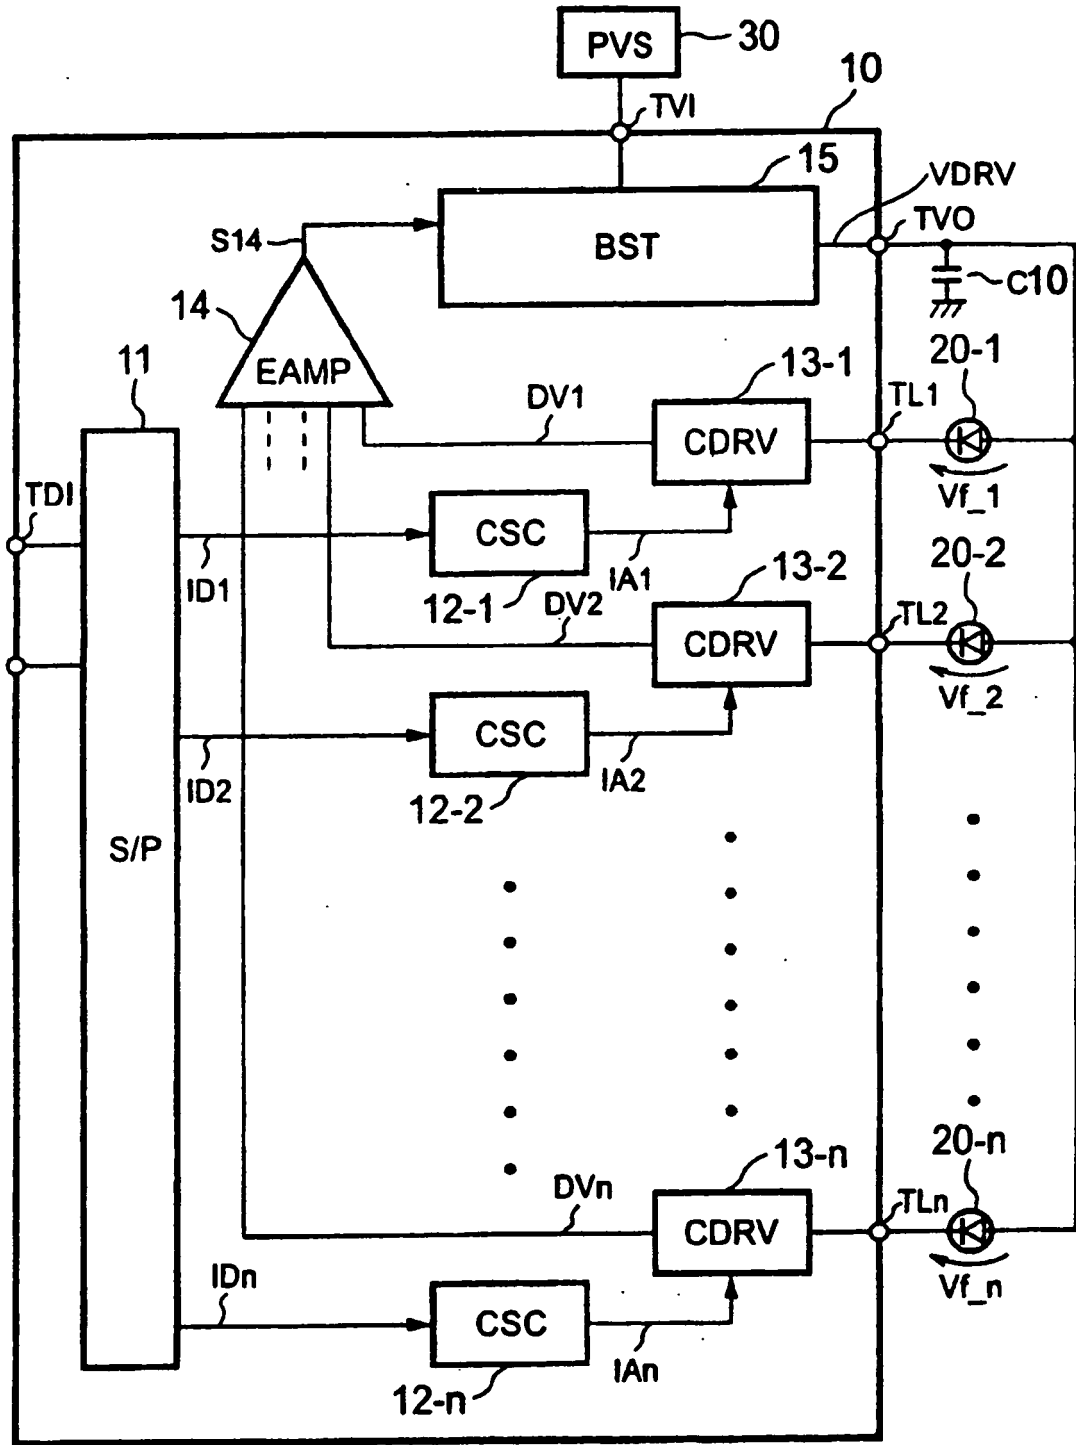 PVS
30
10
TVI
15
VDRV
TVO
S14
BST
C10
14
20-1
11
13-1
EAMP
DV1
TL1
CDRV
TDI
Vf_1
CSC
20-2
ID1
IA1
13-2
12-1
DV2
TL2
CDRV
Vf_2
CSC
ID2
IA2
12-2
S/P
20-n
13-n
DVn
TLn
CDRV
IDn
Vf_n
CSC
IAn
12-n